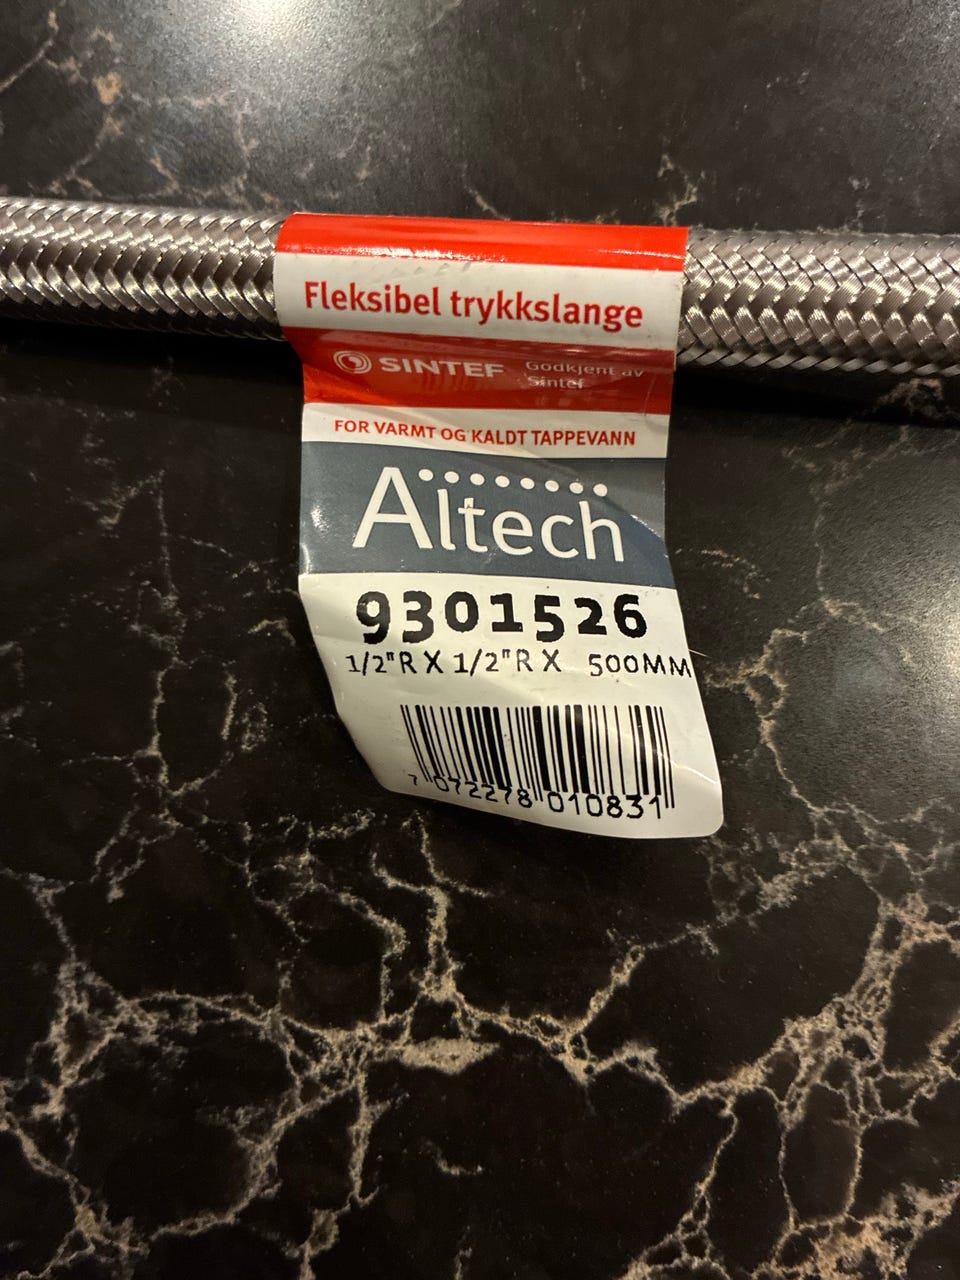 Fleksibel trykkslange
SINTEF Godkjent av
Sintef
FOR VARMT OG KALDT TAPPEVANN
Altech
9301526
1/2"R X 1/2"R X 500MM
7 072278 010831